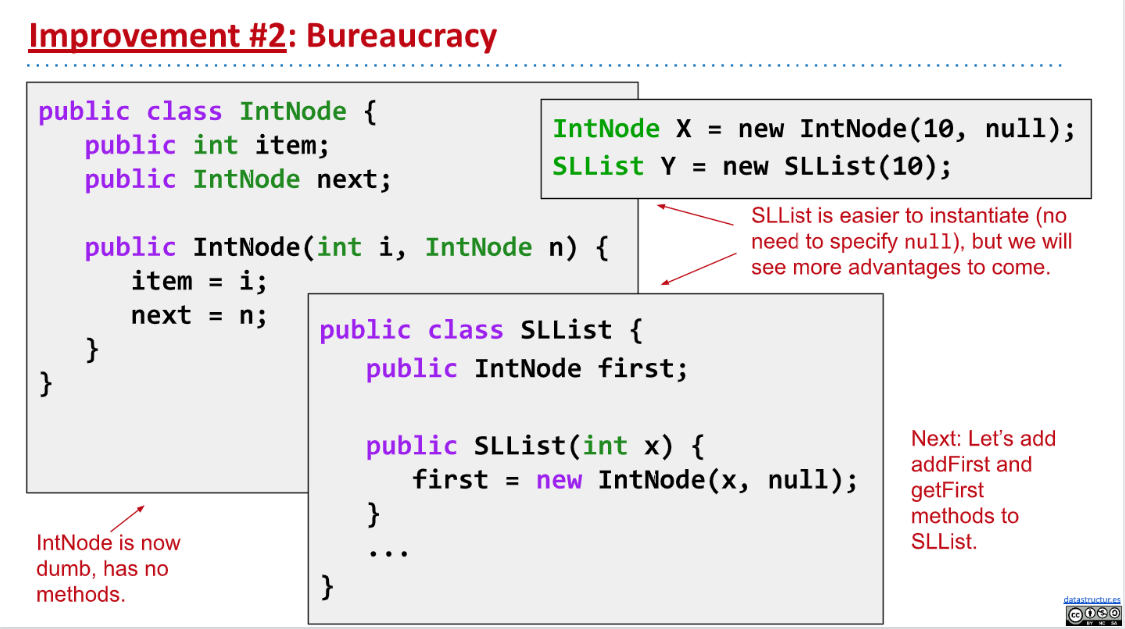 Improvement #2: Bureaucracy
public class IntNode {
public int item;
public IntNode next;
public IntNode(int i, IntNode n) {
item = i;
next = n;
}
}
IntNode X = new IntNode(10, null);
SLList Y = new SLList(10);
SLList is easier to instantiate (no
need to specify null), but we will
see more advantages to come.
public class SLList {
public IntNode first;
public SLList(int x) {
first = new IntNode(x, null);
}
...
}
Next: Let’s add
addFirst and
getFirst
methods to
SLList.
IntNode is now
dumb, has no
methods.
datastructur.es
cc
BY NC SA